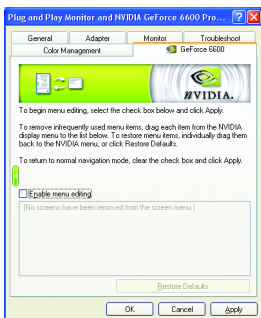 Plug and Play Monitor and NVIDIA GeForce 6600 Pro...
General Adapter Monitor Troubleshoot
Color Management GeForce 6600
NVIDIA.
To begin menu editing, select the check box below and click Apply.
To remove infrequently used menu items, drag each item from the NVIDIA
display menu to the list below. To restore menu items, individually drag them
back to the NVIDIA menu, or click Restore Defaults.
To return to normal navigation mode, clear the check box and click Apply.
Enable menu editing
(No screens have been removed from the screen menu.)
Restore Defaults
OK Cancel Apply